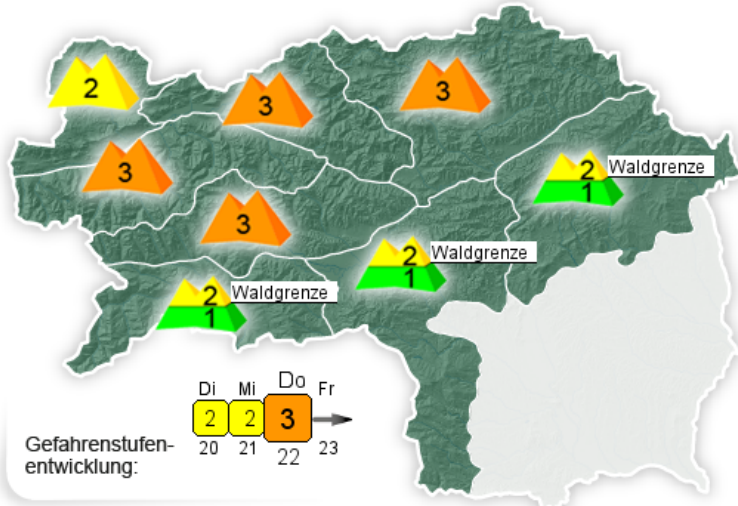 2
3
3
3
2 Waldgrenze
1
3
2 Waldgrenze
1
2 Waldgrenze
1
Di Mi Do Fr
2 2 3
20 21 22 23
Gefahrenstufen-
entwicklung: